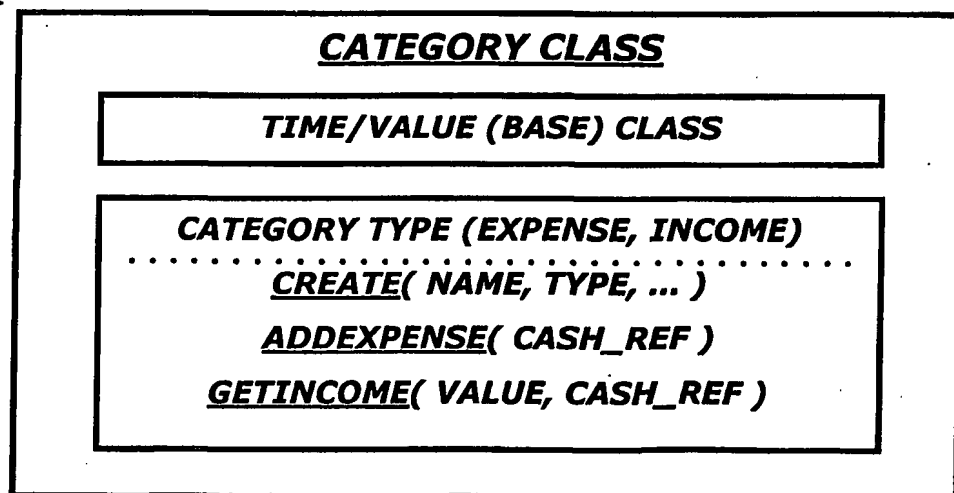 CATEGORY CLASS
TIME/VALUE (BASE) CLASS
CATEGORY TYPE (EXPENSE, INCOME)
CREATE( NAME, TYPE, ... )
ADDEXPENSE( CASH_REF )
GETINCOME( VALUE, CASH_REF )